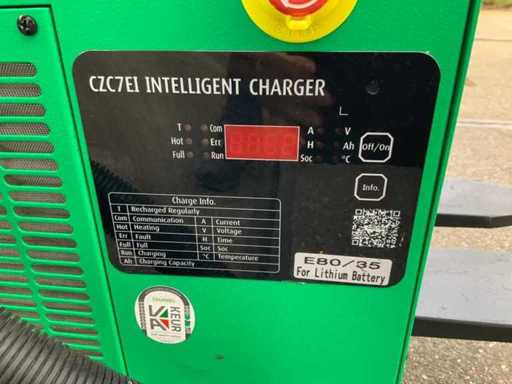 CZC7EI INTELLIGENT CHARGER
T Com A V
Hot Err H Ah Off/On
Full Run Soc °C
Info.
Charge Info.
T Recharged Regularly
Com Communication A Current
Hot Heating V Voltage
Err Fault H Time
Full Full Soc Soc
Run Charging °C Temperature
Ah Charging Capacity
E80/35
For Lithium Battery
KEUR